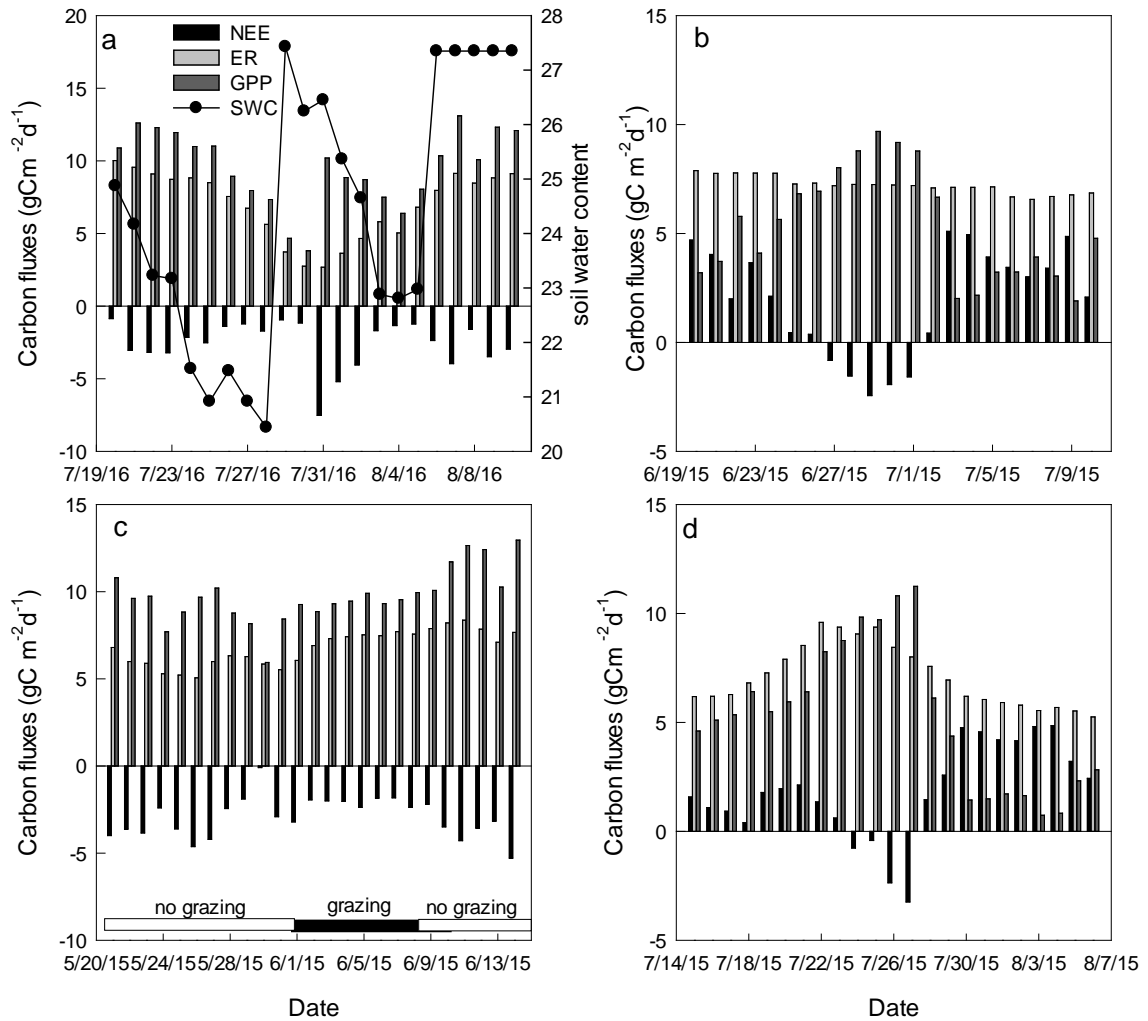 a
NEE
ER
GPP
SWC
20
15
10
5
0
-5
-10
Carbon fluxes (gCm⁻²d⁻¹)
28
27
26
25
24
23
22
21
20
soil water content
7/19/16 7/23/16 7/27/16 7/31/16 8/4/16 8/8/16
b
15
10
5
0
-5
Carbon fluxes (gC m⁻²d⁻¹)
6/19/15 6/23/15 6/27/15 7/1/15 7/5/15 7/9/15
c
15
10
5
0
-5
-10
Carbon fluxes (gC m⁻²d⁻¹)
no grazing grazing no grazing
5/20/15 5/24/15 5/28/15 6/1/15 6/5/15 6/9/15 6/13/15
Date
d
15
10
5
0
-5
Carbon fluxes (gCm⁻²d⁻¹)
7/14/15 7/18/15 7/22/15 7/26/15 7/30/15 8/3/15 8/7/15
Date